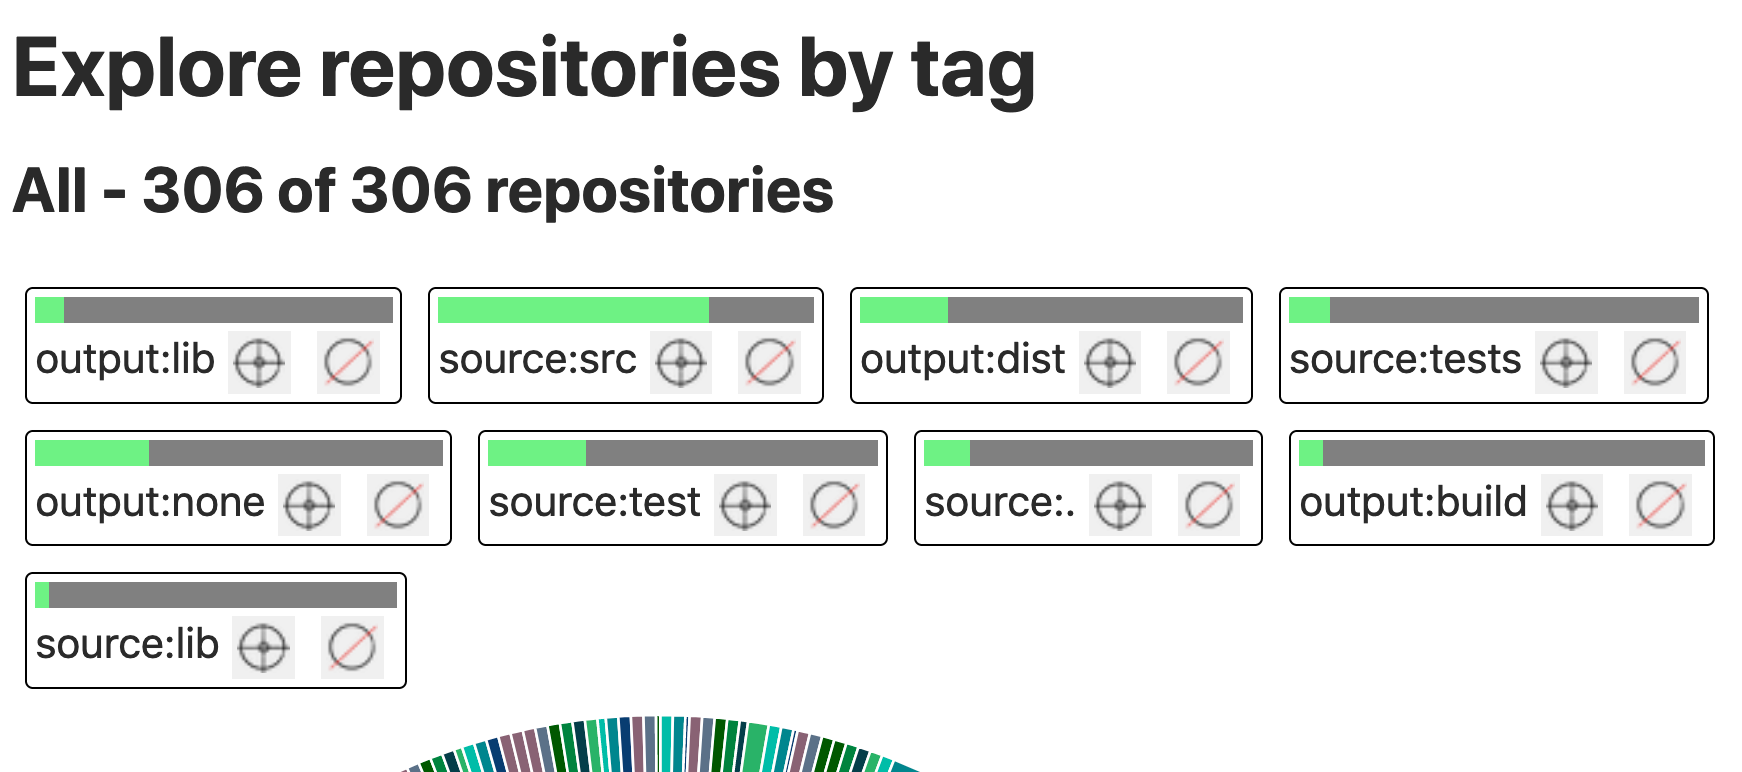 Explore repositories by tag
All - 306 of 306 repositories
output:lib source:src output:dist source:tests
output:none source:test source:. output:build
source:lib